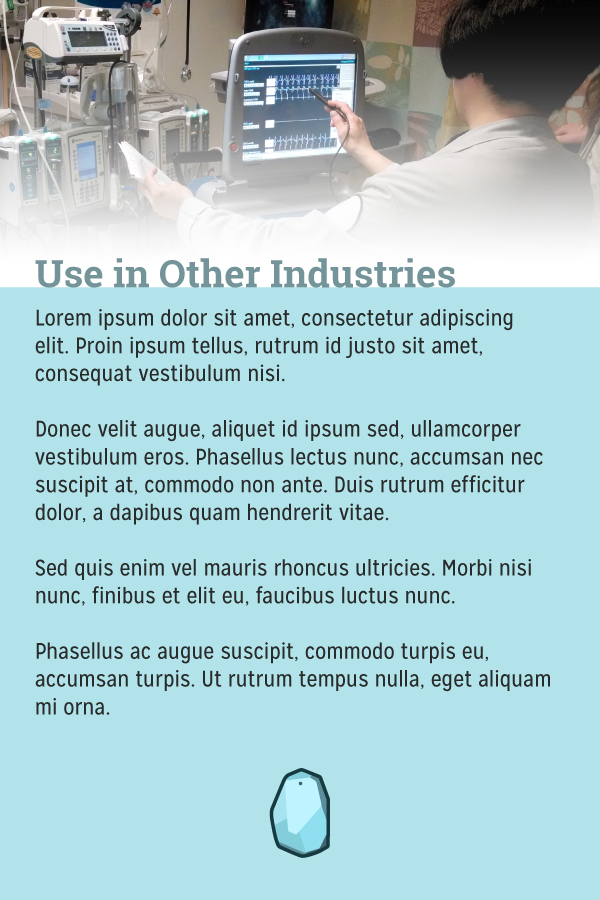 Use in Other Industries
Lorem ipsum dolor sit amet, consectetur adipiscing
elit. Proin ipsum tellus, rutrum id justo sit amet,
consequat vestibulum nisi.
Donec velit augue, aliquet id ipsum sed, ullamcorper
vestibulum eros. Phasellus lectus nunc, accumsan nec
suscipit at, commodo non ante. Duis rutrum efficitur
dolor, a dapibus quam hendrerit vitae.
Sed quis enim vel mauris rhoncus ultricies. Morbi nisi
nunc, finibus et elit eu, faucibus luctus nunc.
Phasellus ac augue suscipit, commodo turpis eu,
accumsan turpis. Ut rutrum tempus nulla, eget aliquam
mi orna.